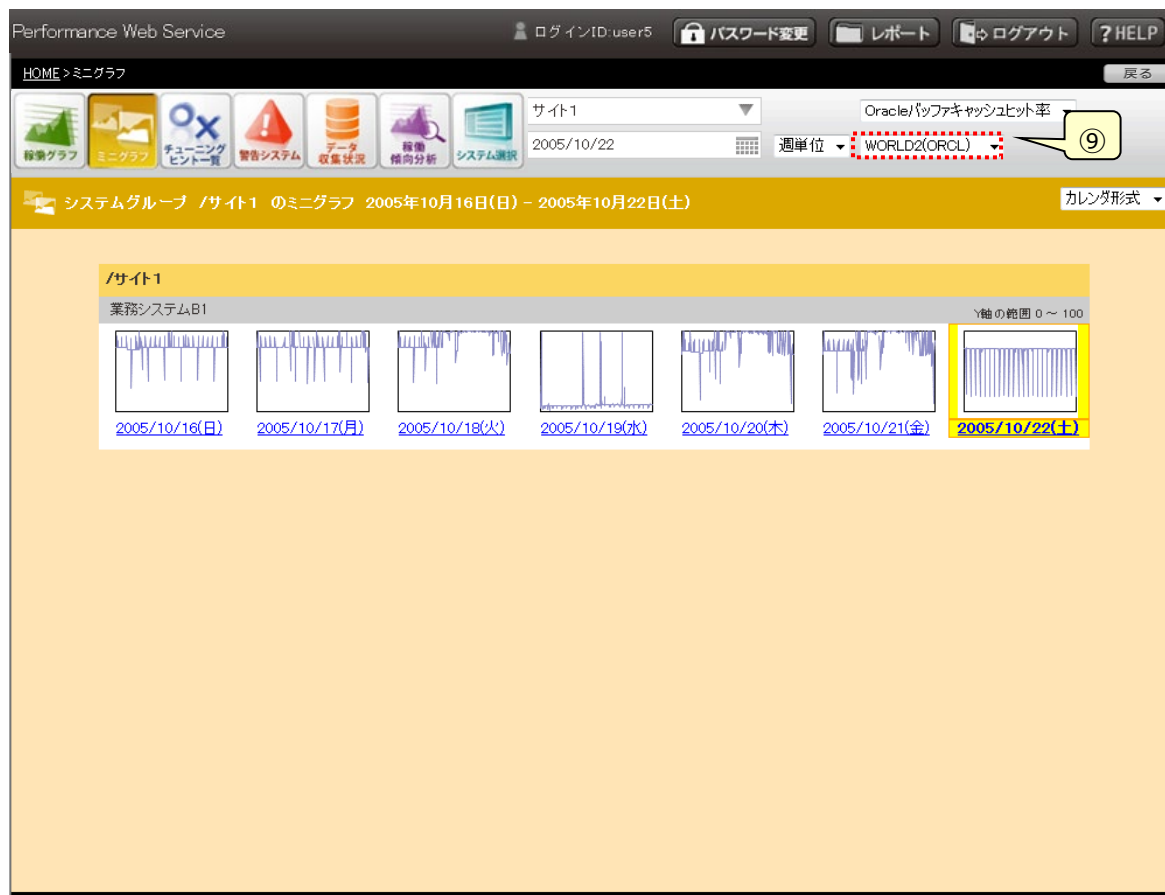 Performance Web Service
ログインID:user5
パスワード変更
レポート
ログアウト
?HELP
HOME>ミニグラフ
戻る
稼働グラフ
ミニグラフ
チューニング
ヒント一覧
警告システム
データ
収集状況
稼働
傾向分析
システム選択
サイト1
Oracleバッファキャッシュヒット率
2005/10/22
週単位
WORLD2(ORCL)
⑨
システムグループ /サイト1 のミニグラフ 2005年10月16日(日) - 2005年10月22日(土)
カレンダ形式
/サイト1
業務システムB1
Y軸の範囲 0 ~ 100
2005/10/16(日)
2005/10/17(月)
2005/10/18(火)
2005/10/19(水)
2005/10/20(木)
2005/10/21(金)
2005/10/22(土)